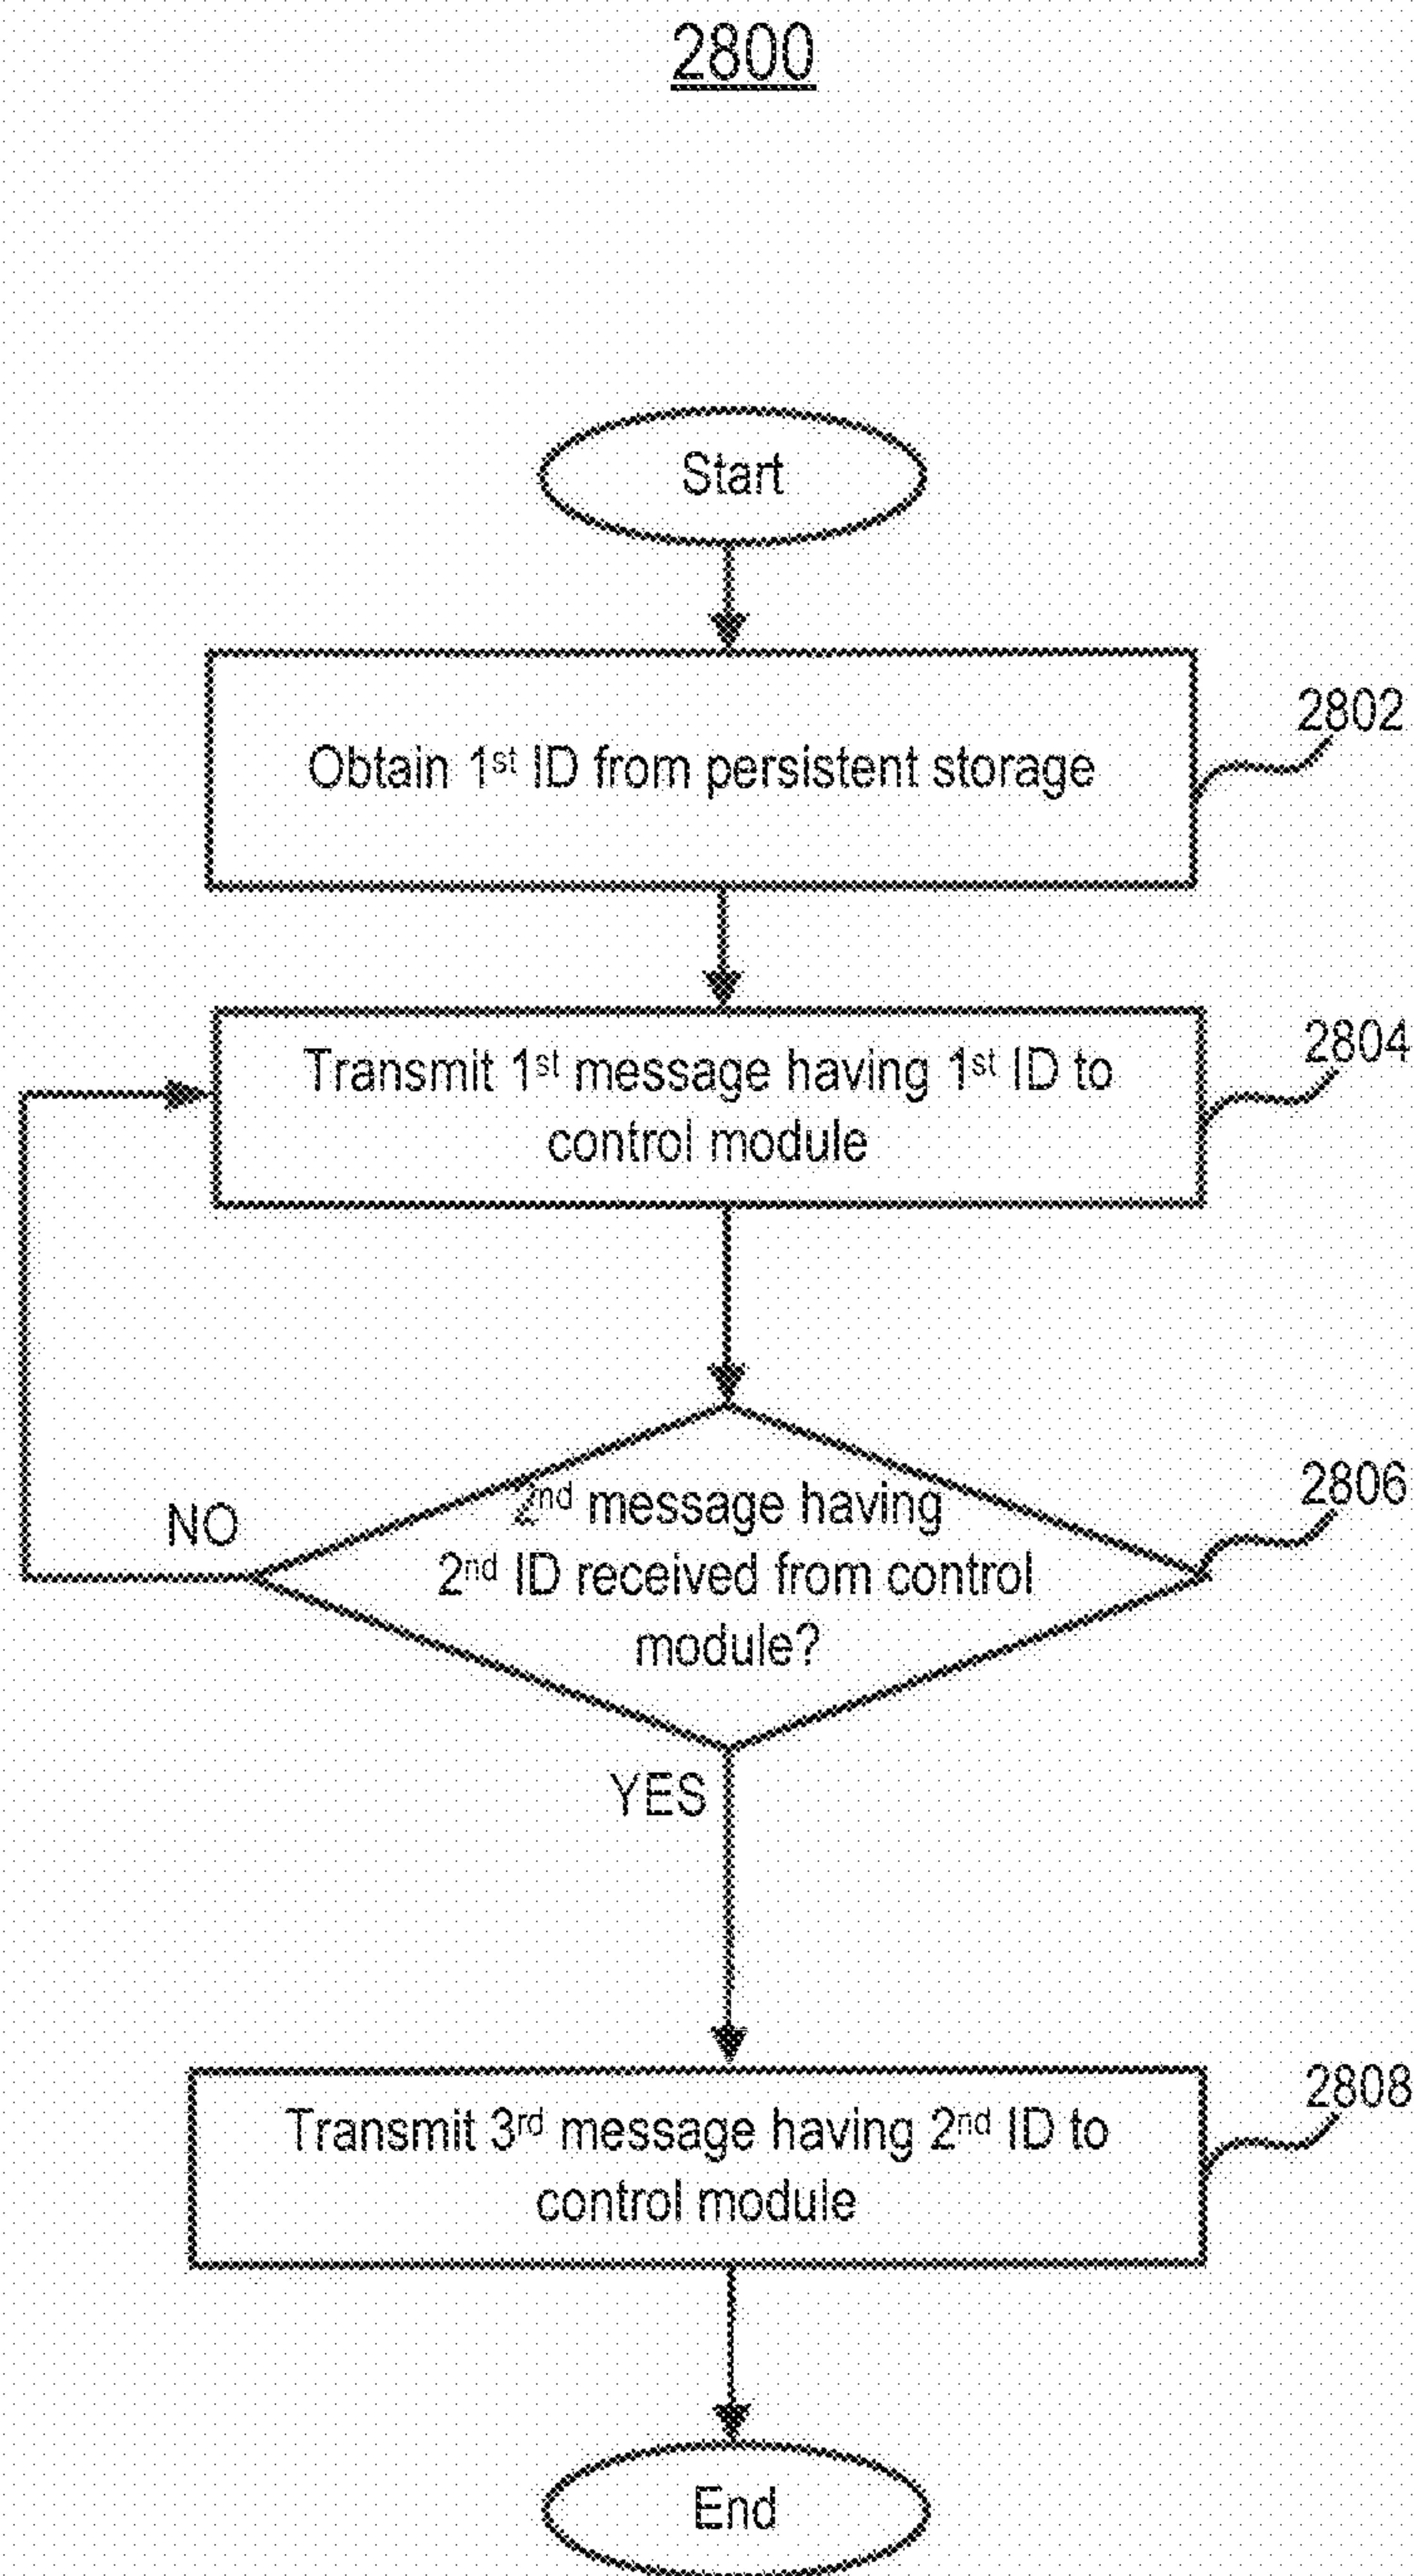 2800
Start
Obtain 1st ID from persistent storage
2802
Transmit 1st message having 1st ID to
control module
2804
2nd message having
2nd ID received from control
module?
2806
NO
YES
Transmit 3rd message having 2nd ID to
control module
2808
End